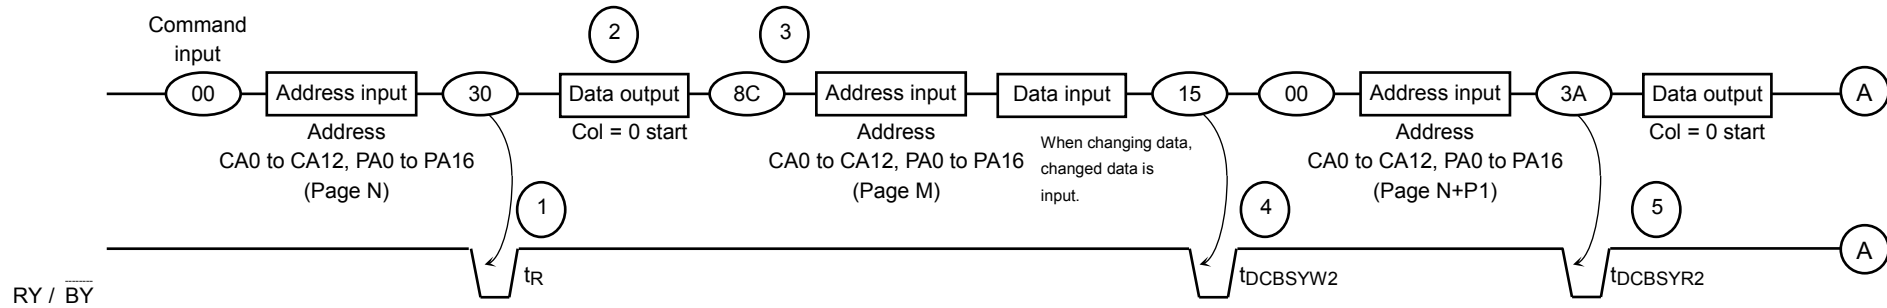 Command
input
2
3
00
Address input
30
Data output
8C
Address input
Data input
15
00
Address input
3A
Data output
A
Address
CA0 to CA12, PA0 to PA16
(Page N)
Col = 0 start
Address
CA0 to CA12, PA0 to PA16
(Page M)
When changing data,
changed data is
input.
Address
CA0 to CA12, PA0 to PA16
(Page N+P1)
Col = 0 start
1
4
5
A
tR
tDCBSYW2
tDCBSYR2
RY / BY